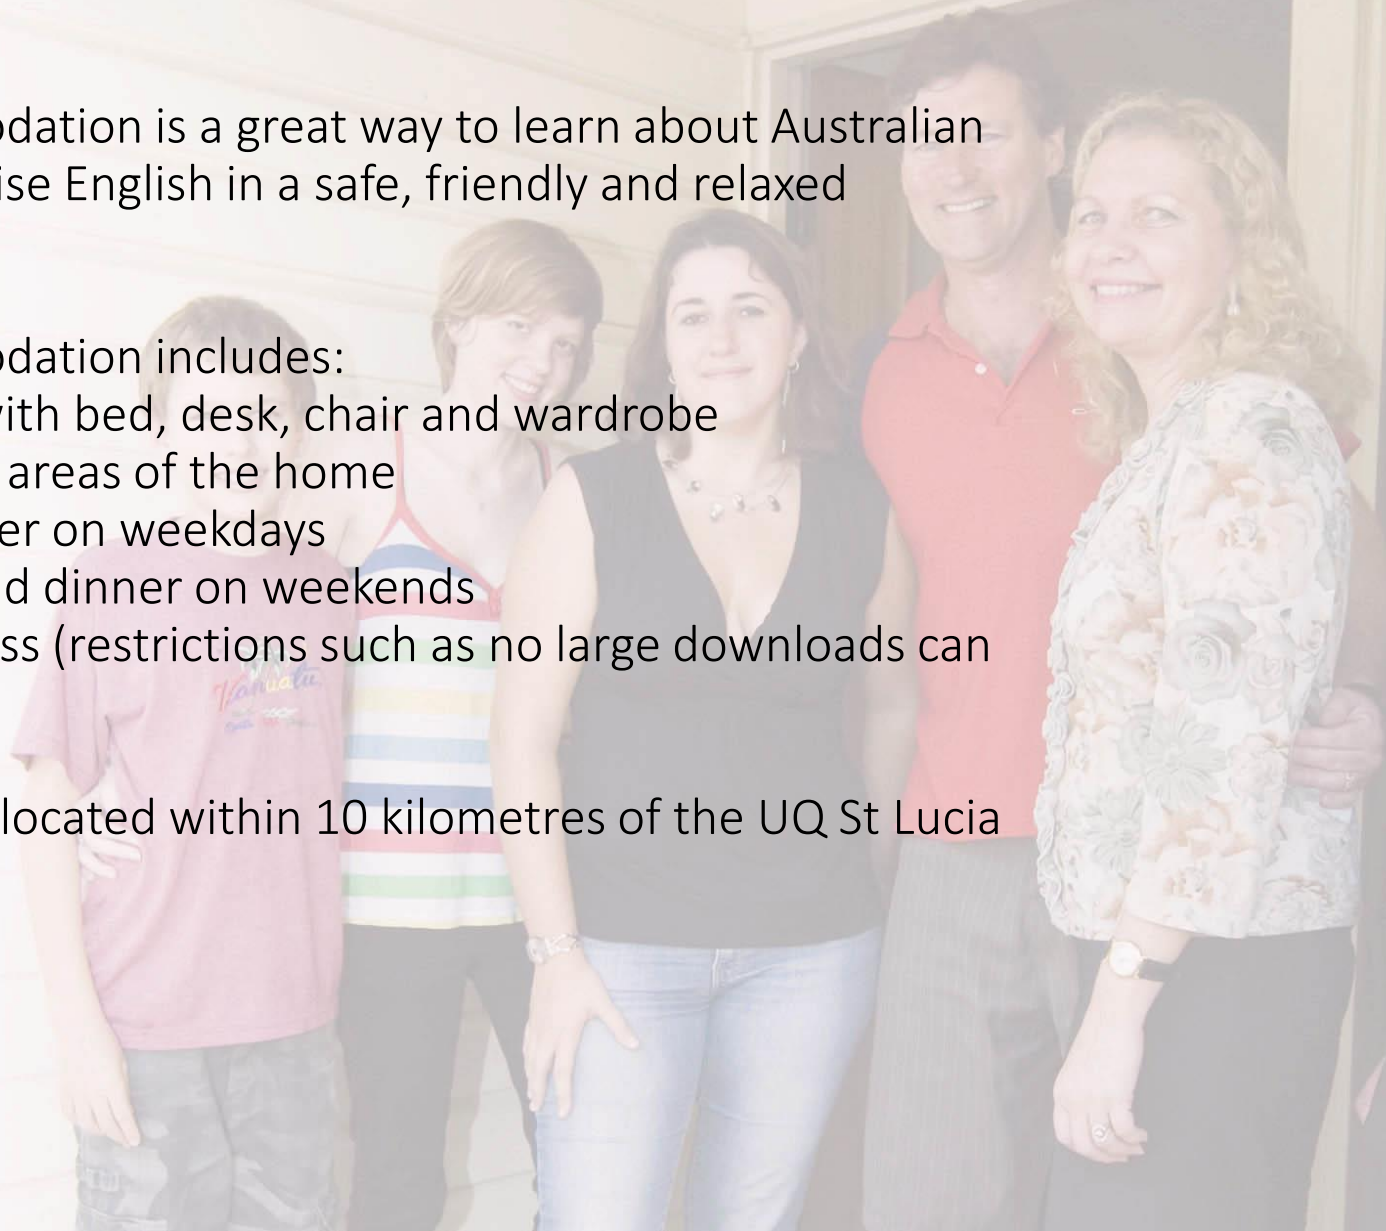 odation is a great way to learn about Australian
ise English in a safe, friendly and relaxed
odation includes:
with bed, desk, chair and wardrobe
areas of the home
er on weekdays
d dinner on weekends
ss (restrictions such as no large downloads can
Vanuatu
located within 10 kilometres of the UQ St Lucia